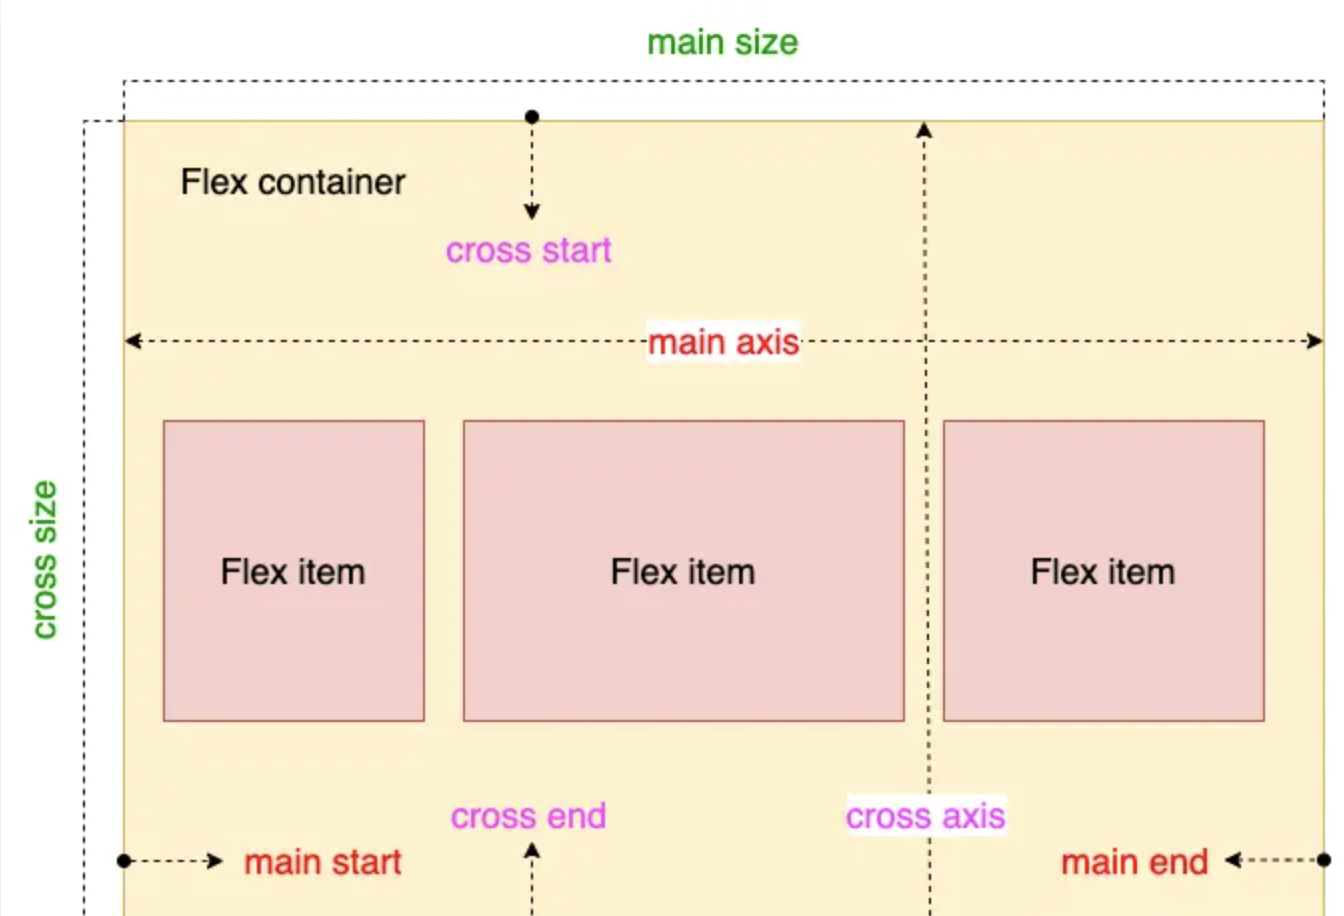 main size
Flex container
cross start
main axis
cross size
Flex item
Flex item
Flex item
cross end
cross axis
main start
main end